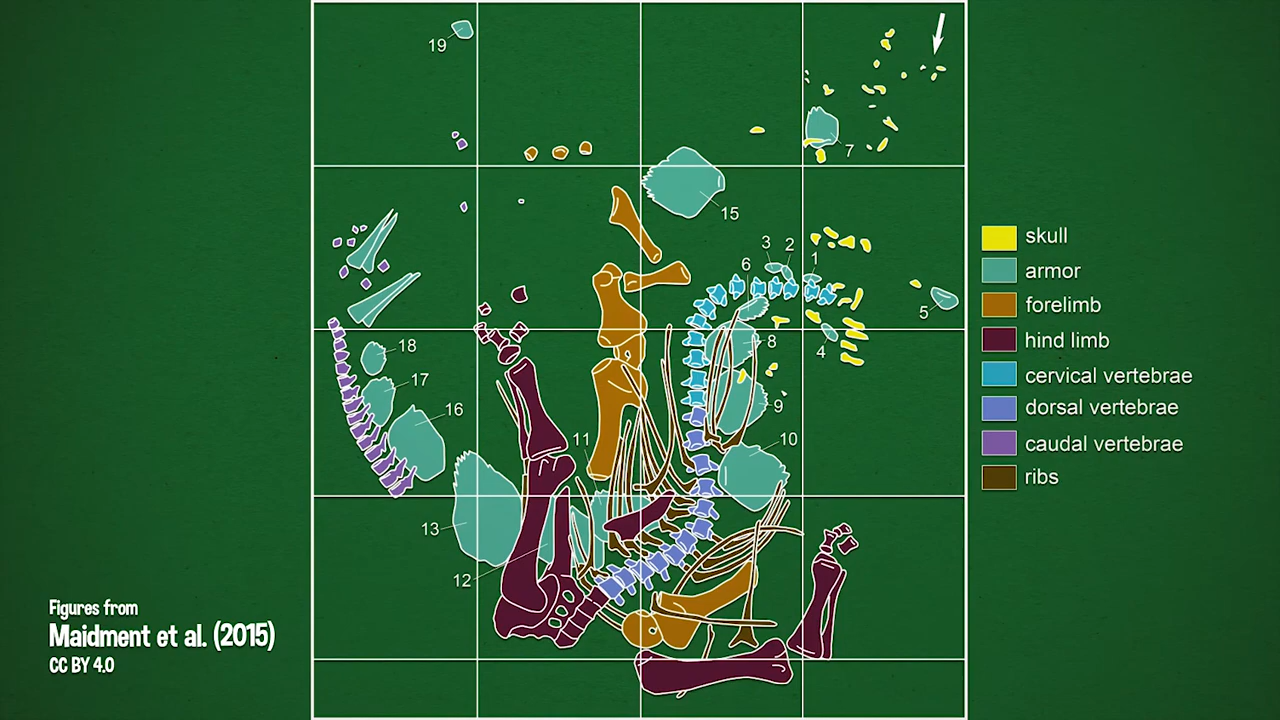 19
7
15
3
2
1
6
5
4
8
18
17
9
16
11
10
13
12
skull
armor
forelimb
hind limb
cervical vertebrae
dorsal vertebrae
caudal vertebrae
ribs
Figures from
Maidment et al. (2015)
CC BY 4.0